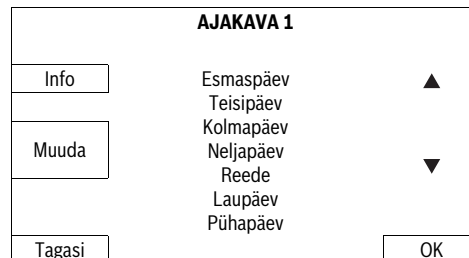 AJAKAVA 1
Info
Esmaspäev
Teisipäev
Kolmapäev
Muuda
Neljapäev
Reede
Laupäev
Pühapäev
Tagasi
OK